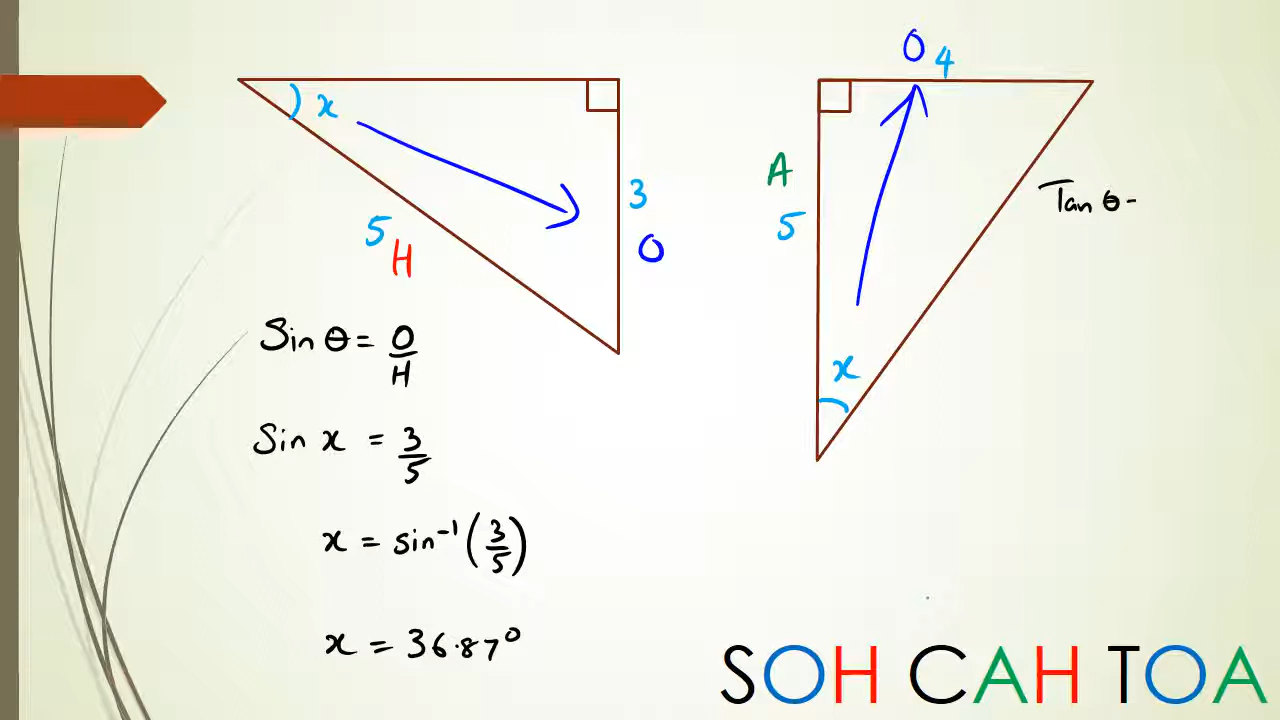 x
5
H
3
O
Sin θ = O/H
Sin x = 3/5
x = sin⁻¹(3/5)
x = 36.87°
O 4
A
5
x
Tan θ -
SOH CAH TOA